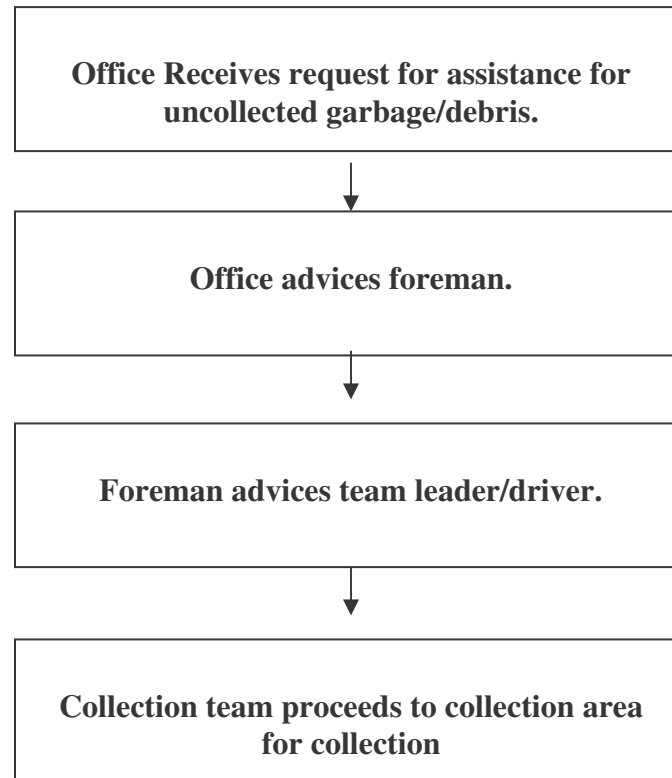 Office Receives request for assistance for
uncollected garbage/debris.
Office advices foreman.
Foreman advices team leader/driver.
Collection team proceeds to collection area
for collection